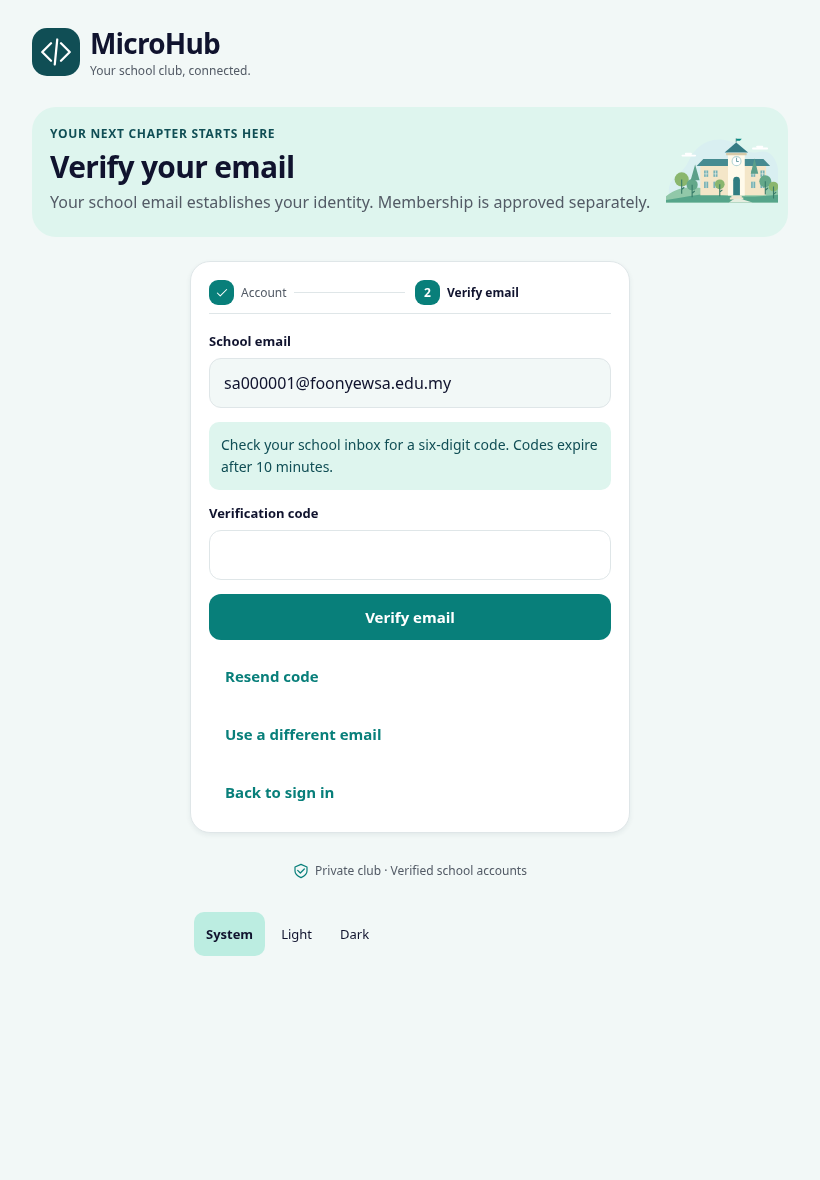 MicroHub
Your school club, connected.
YOUR NEXT CHAPTER STARTS HERE
Verify your email
Your school email establishes your identity. Membership is approved separately.
Account
2 Verify email
School email
sa000001@foonyewsa.edu.my
Check your school inbox for a six-digit code. Codes expire
after 10 minutes.
Verification code
Verify email
Resend code
Use a different email
Back to sign in
Private club · Verified school accounts
System Light Dark